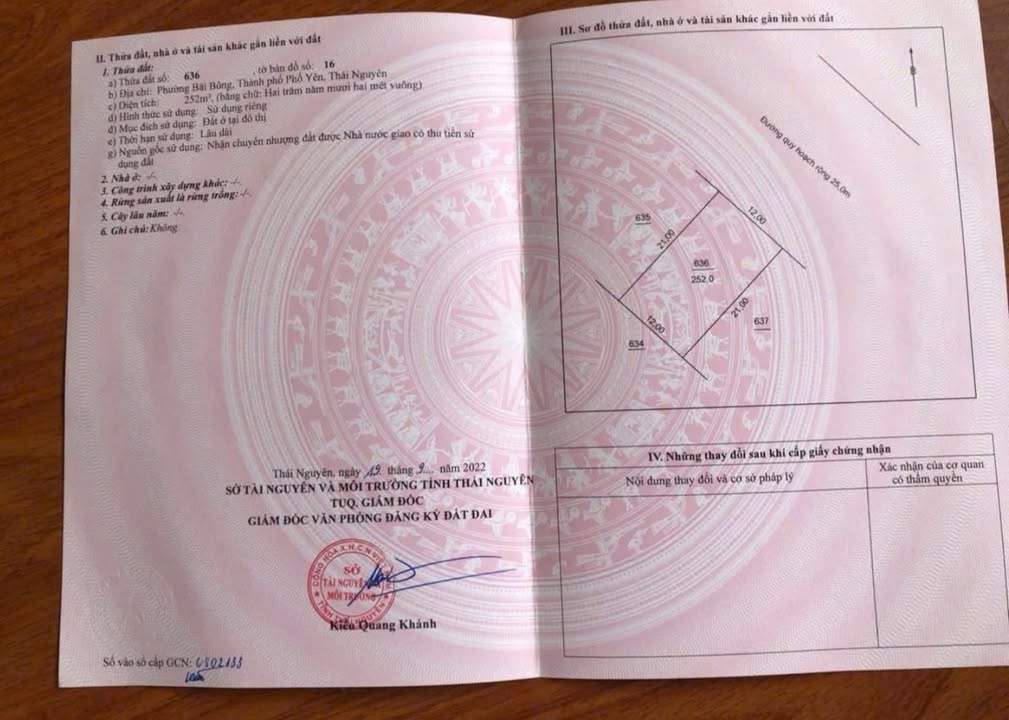 II. Thửa đất, nhà ở và tài sản khác gắn liền với đất
1. Thửa đất:
a) Thửa đất số: 636 , tờ bản đồ số: 16
b) Địa chỉ: Phường Bãi Bông, Thành phố Phổ Yên, Thái Nguyên
c) Diện tích: 252m², (bằng chữ: Hai trăm năm mươi hai mét vuông)
d) Hình thức sử dụng: Sử dụng riêng
đ) Mục đích sử dụng: Đất ở tại đô thị
e) Thời hạn sử dụng: Lâu dài
g) Nguồn gốc sử dụng: Nhận chuyển nhượng đất được Nhà nước giao có thu tiền sử
dụng đất
2. Nhà ở: -/-
3. Công trình xây dựng khác: -/-
4. Rừng sản xuất là rừng trồng: -/-
5. Cây lâu năm: -/-
6. Ghi chú: Không
Thái Nguyên, ngày 19 tháng 9 năm 2022
SỞ TÀI NGUYÊN VÀ MÔI TRƯỜNG TỈNH THÁI NGUYÊN
TUQ. GIÁM ĐỐC
GIÁM ĐỐC VĂN PHÒNG ĐĂNG KÝ ĐẤT ĐAI
SỞ
TÀI NGUYÊN
MÔI TRƯỜNG
Kiều Quang Khánh
Số vào sổ cấp GCN:
III. Sơ đồ thửa đất, nhà ở và tài sản khác gắn liền với đất
B
Đường quy hoạch rộng 25.0m
635
21,00
12,00
636
252.0
12,00
21,00
637
634
IV. Những thay đổi sau khi cấp giấy chứng nhận
Nội dung thay đổi và cơ sở pháp lý
Xác nhận của cơ quan
có thẩm quyền